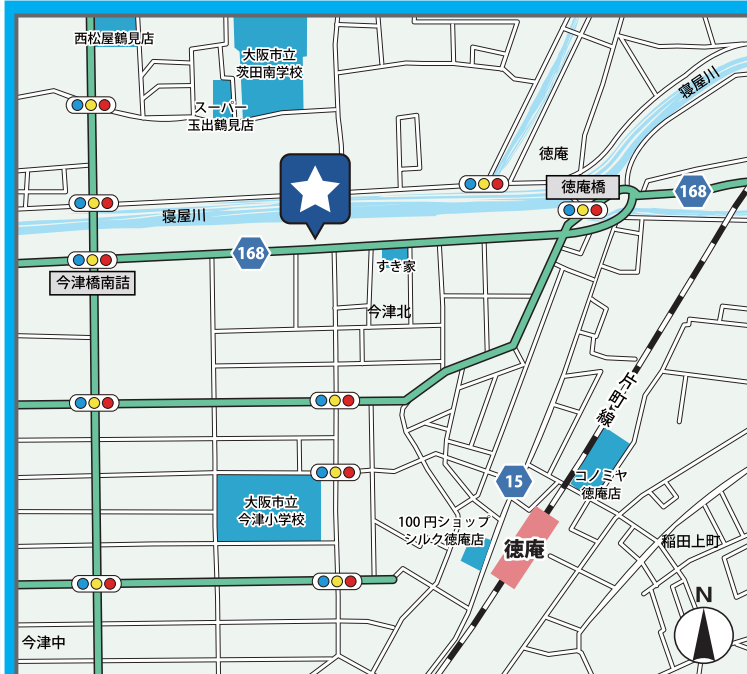 西松屋鶴見店
大阪市立
茨田南学校
スーパー
玉出鶴見店
寝屋川
徳庵
徳庵橋
168
寝屋川
168
今津橋南詰
すき家
今津北
片町線
15
コノミヤ
徳庵店
大阪市立
今津小学校
100円ショップ
シルク徳庵店
徳庵
稲田上町
N
今津中